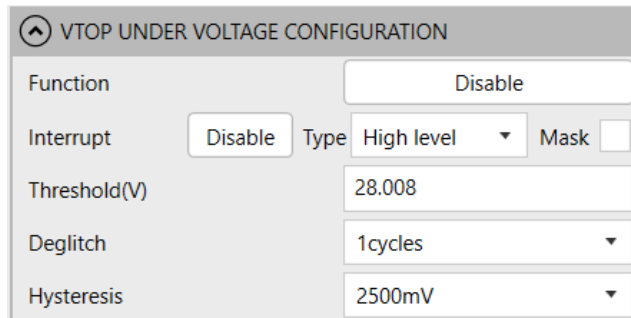 VTOP UNDER VOLTAGE CONFIGURATION
Function Disable
Interrupt Disable Type High level Mask
Threshold(V) 28.008
Deglitch 1cycles
Hysteresis 2500mV